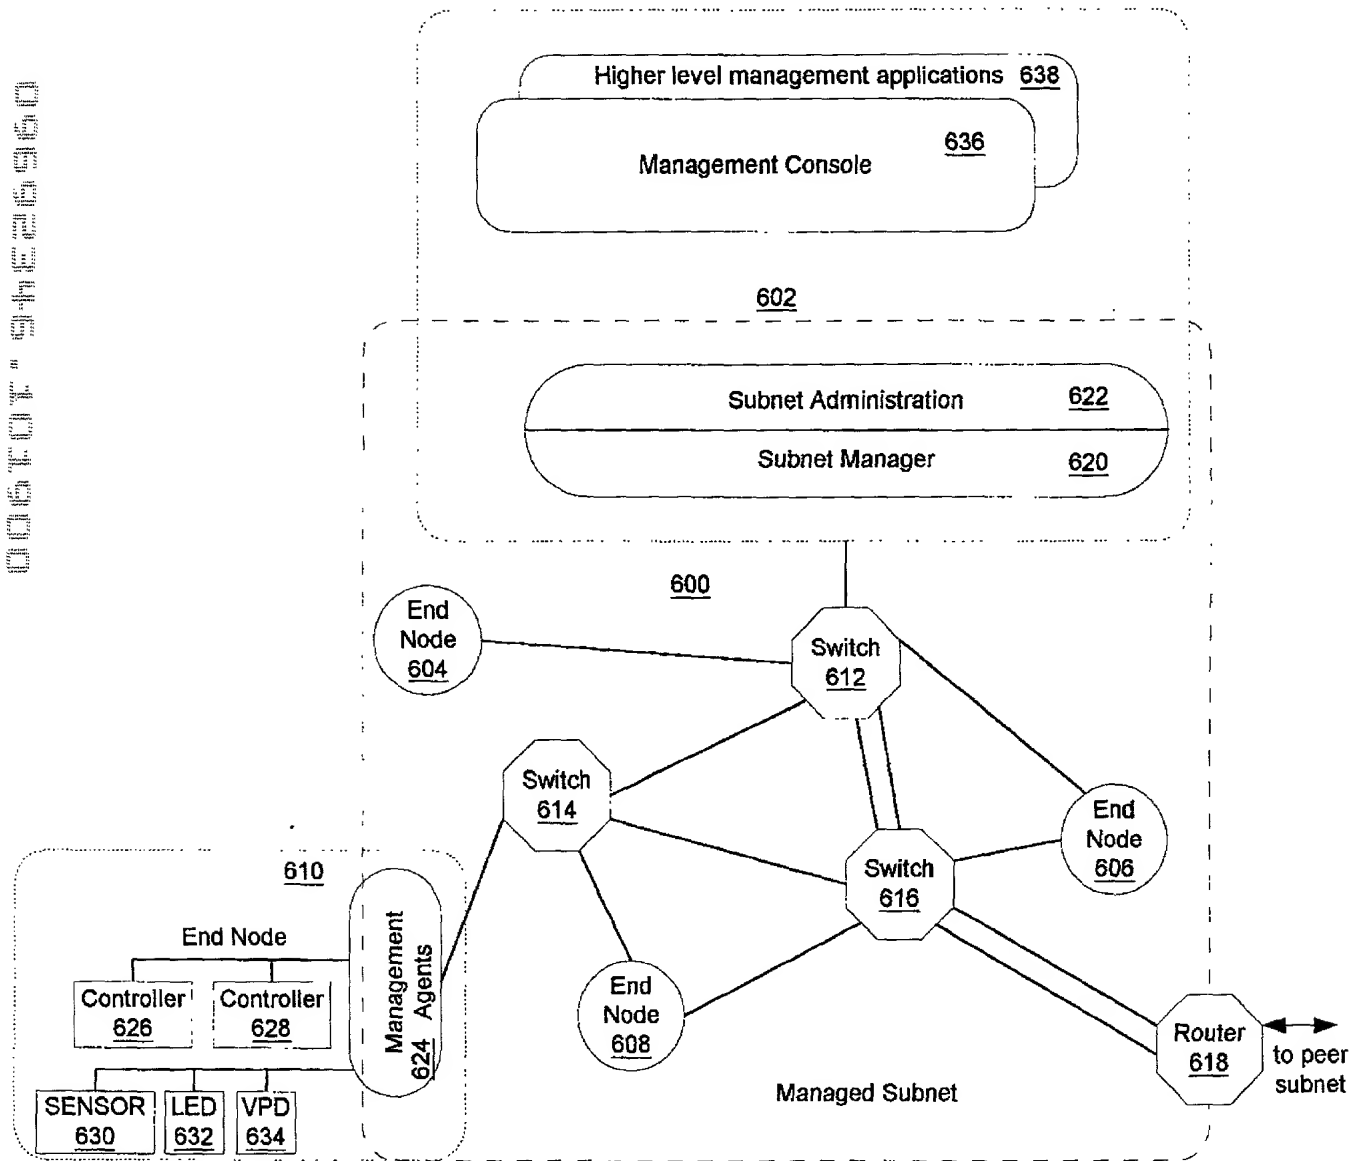 Higher level management applications 638
636
Management Console
602
Subnet Administration 622
Subnet Manager 620
600
End
Node
604
Switch
612
Switch
614
End
Node
606
Switch
616
610
End Node
Management
624 Agents
Controller
626
Controller
628
End
Node
608
Router
618
to peer
subnet
SENSOR
630
LED
632
VPD
634
Managed Subnet
09692346.101900